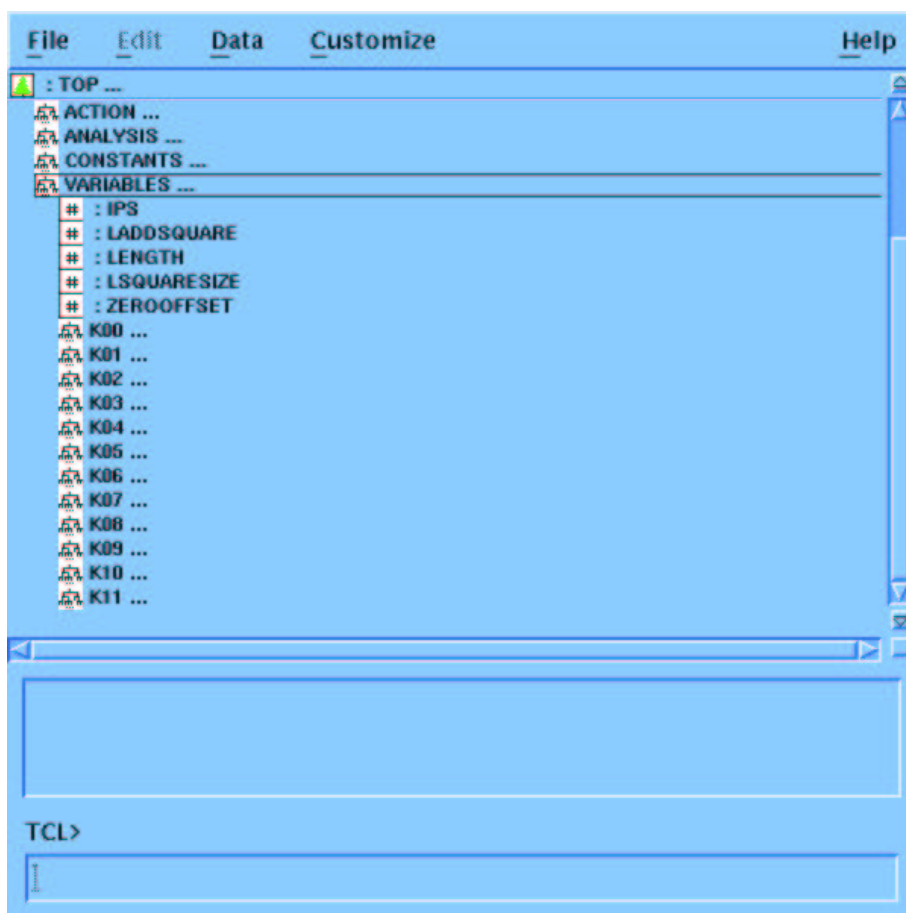 File Edit Data Customize Help
: TOP ...
ACTION ...
ANALYSIS ...
CONSTANTS ...
VARIABLES ...
# : IPS
# : LADDSQUARE
# : LENGTH
# : LSQUARESIZE
# : ZEROOFFSET
K00 ...
K01 ...
K02 ...
K03 ...
K04 ...
K05 ...
K06 ...
K07 ...
K08 ...
K09 ...
K10 ...
K11 ...
TCL>